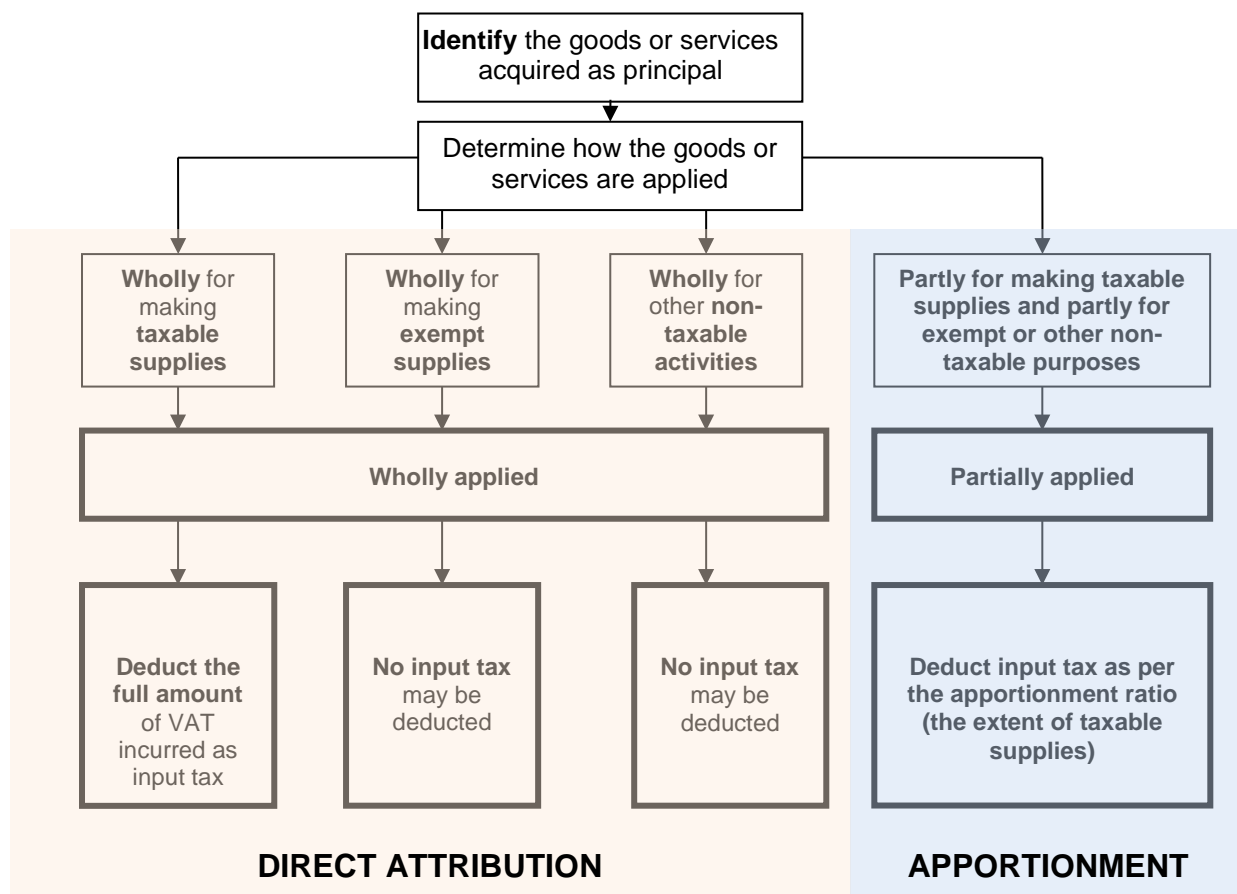 Identify the goods or services
acquired as principal
Determine how the goods or
services are applied
Wholly for
making
taxable
supplies
Wholly for
making
exempt
supplies
Wholly for
other non-
taxable
activities
Partly for making taxable
supplies and partly for
exempt or other non-
taxable purposes
Wholly applied
Partially applied
Deduct the
full amount
of VAT
incurred as
input tax
No input tax
may be
deducted
No input tax
may be
deducted
Deduct input tax as per
the apportionment ratio
(the extent of taxable
supplies)
DIRECT ATTRIBUTION
APPORTIONMENT